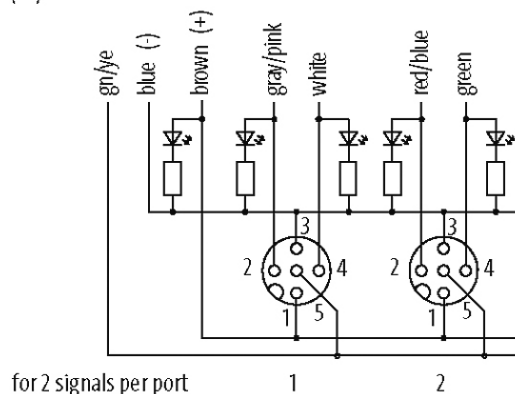 gn/ye
blue (-)
brown (+)
gray/pink
white
red/blue
green
3
3
2
4
2
4
1
5
1
5
for 2 signals per port 1 2